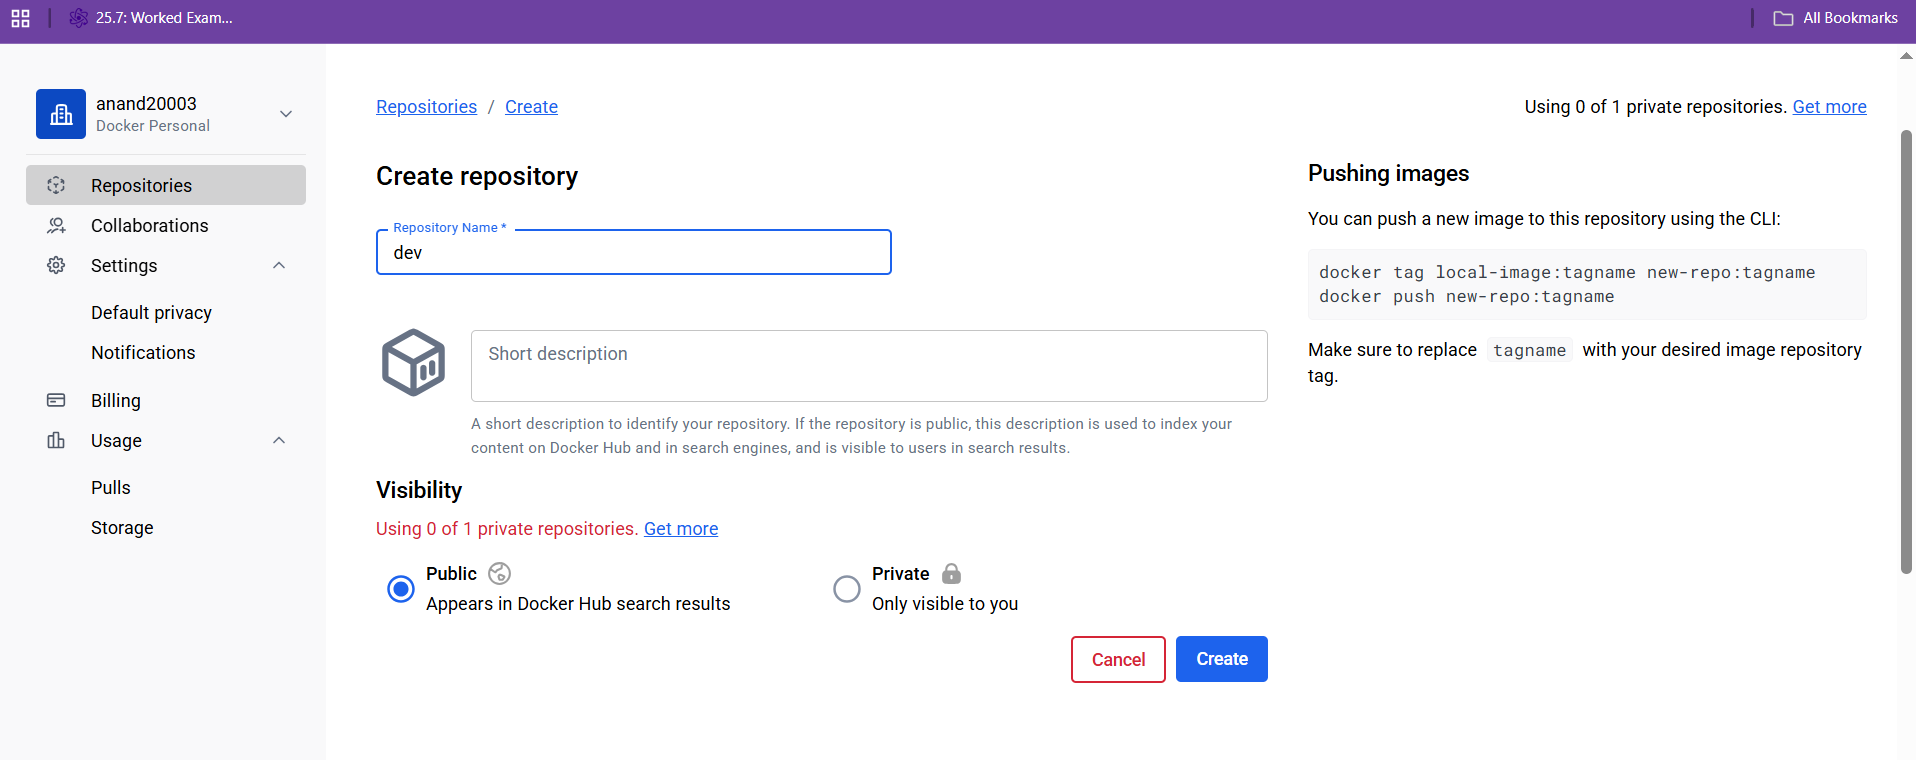 25.7: Worked Exam...
All Bookmarks
anand20003
Docker Personal
Repositories
Collaborations
Settings
Default privacy
Notifications
Billing
Usage
Pulls
Storage
Repositories / Create
Using 0 of 1 private repositories. Get more
Create repository
Repository Name *
dev
Short description
A short description to identify your repository. If the repository is public, this description is used to index your
content on Docker Hub and in search engines, and is visible to users in search results.
Visibility
Using 0 of 1 private repositories. Get more
Public
Appears in Docker Hub search results
Private
Only visible to you
Cancel
Create
Pushing images
You can push a new image to this repository using the CLI:
docker tag local-image:tagname new-repo:tagname
docker push new-repo:tagname
Make sure to replace tagname with your desired image repository
tag.